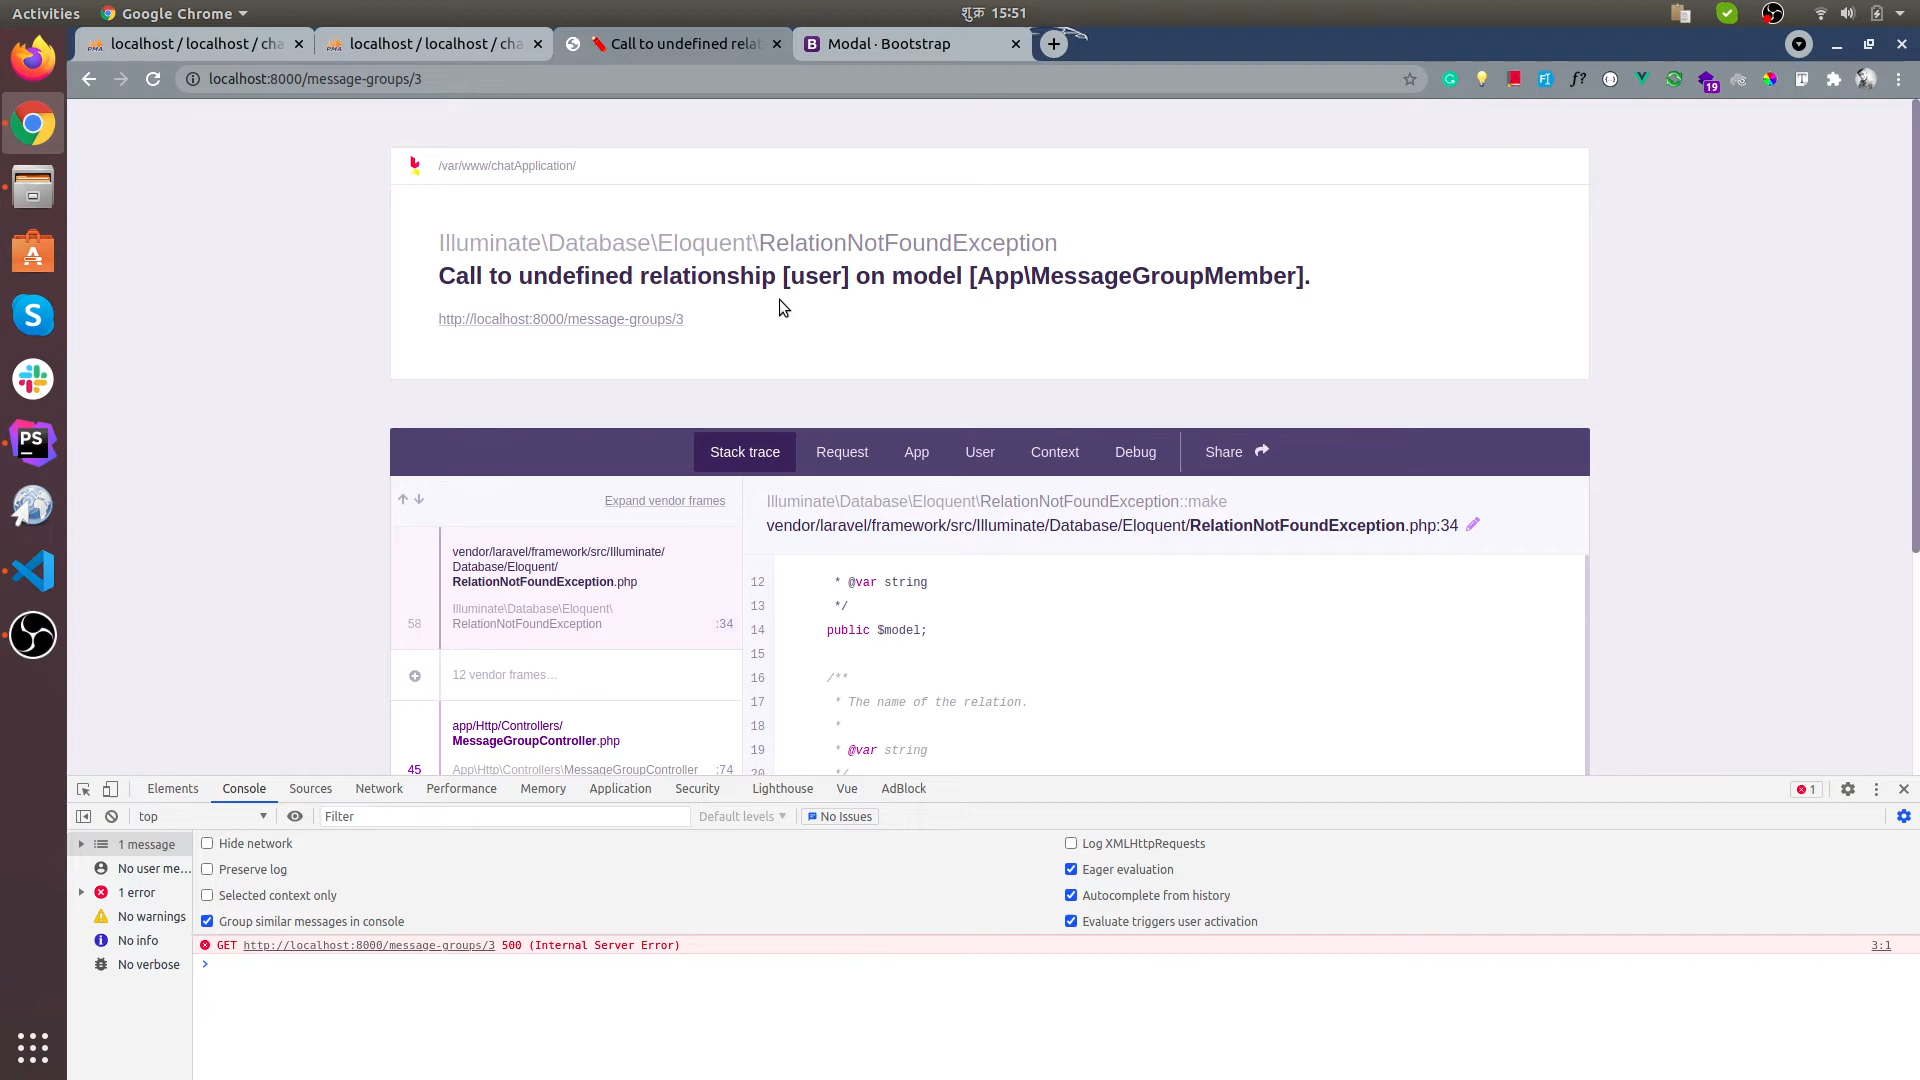 Activities
Google Chrome
शुक्र 15:51
localhost / localhost / cha
localhost / localhost / cha
Call to undefined relat
B Modal · Bootstrap
localhost:8000/message-groups/3
19
/var/www/chatApplication/
Illuminate\Database\Eloquent\RelationNotFoundException
Call to undefined relationship [user] on model [App\MessageGroupMember].
http://localhost:8000/message-groups/3
Stack trace
Request
App
User
Context
Debug
Share
Expand vendor frames
vendor/laravel/framework/src/Illuminate/
Database/Eloquent/
RelationNotFoundException.php
Illuminate\Database\Eloquent\
58 RelationNotFoundException :34
12 vendor frames…
app/Http/Controllers/
MessageGroupController.php
45 App\Http\Controllers\MessageGroupController :74
Illuminate\Database\Eloquent\RelationNotFoundException::make
vendor/laravel/framework/src/Illuminate/Database/Eloquent/RelationNotFoundException.php:34
12 * @var string
13 */
14 public $model;
15
16 /**
17 * The name of the relation.
18 *
19 * @var string
20 */
Elements
Console
Sources
Network
Performance
Memory
Application
Security
Lighthouse
Vue
AdBlock
1
top
Filter
Default levels
No Issues
1 message
No user me...
1 error
No warnings
No info
No verbose
Hide network
Preserve log
Selected context only
Group similar messages in console
Log XMLHttpRequests
Eager evaluation
Autocomplete from history
Evaluate triggers user activation
GET http://localhost:8000/message-groups/3 500 (Internal Server Error) 3:1